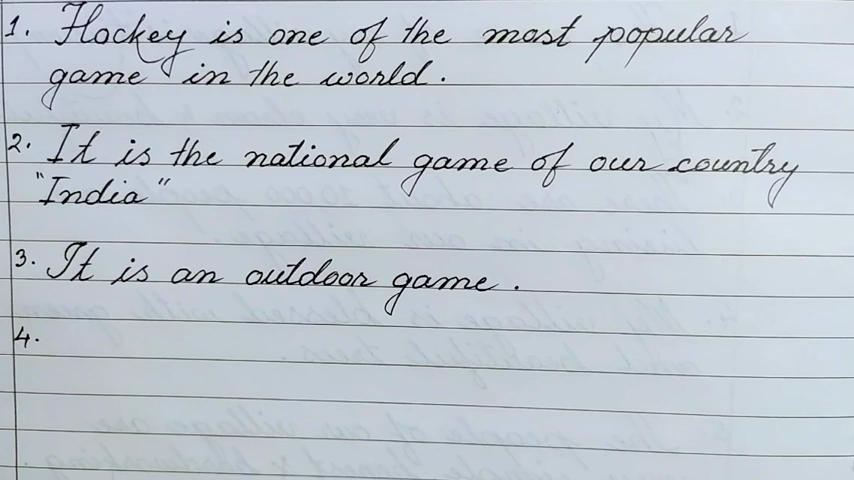 1. Hockey is one of the most popular
game in the world.
2. It is the national game of our country
"India"
3. It is an outdoor game.
4.